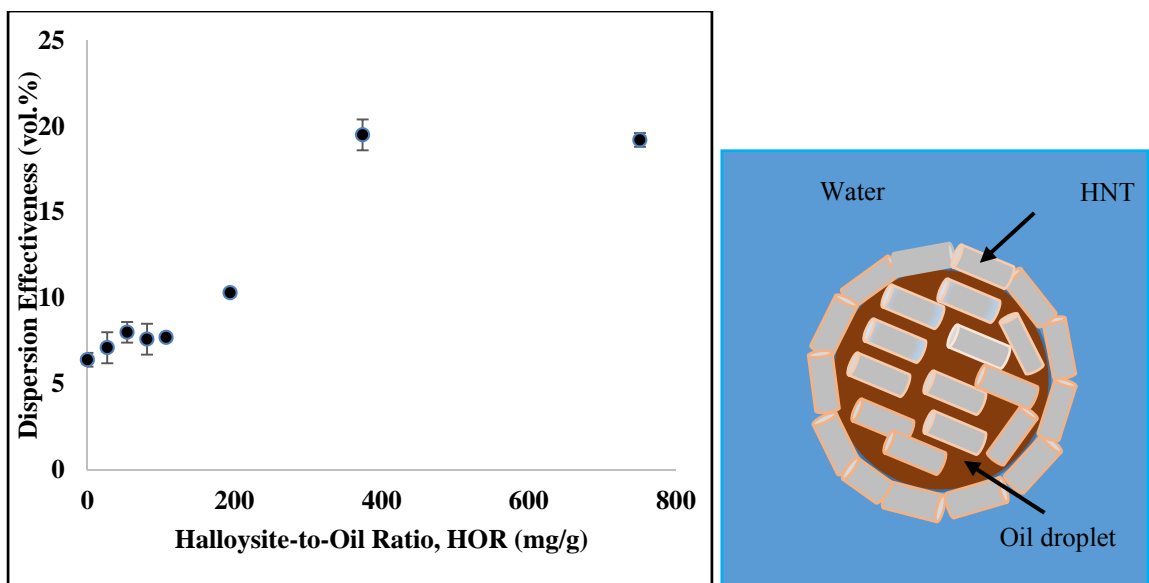 25
20
15
10
5
0
Dispersion Effectiveness (vol.%)
0 200 400 600 800
Halloysite-to-Oil Ratio, HOR (mg/g)
Water HNT
Oil droplet